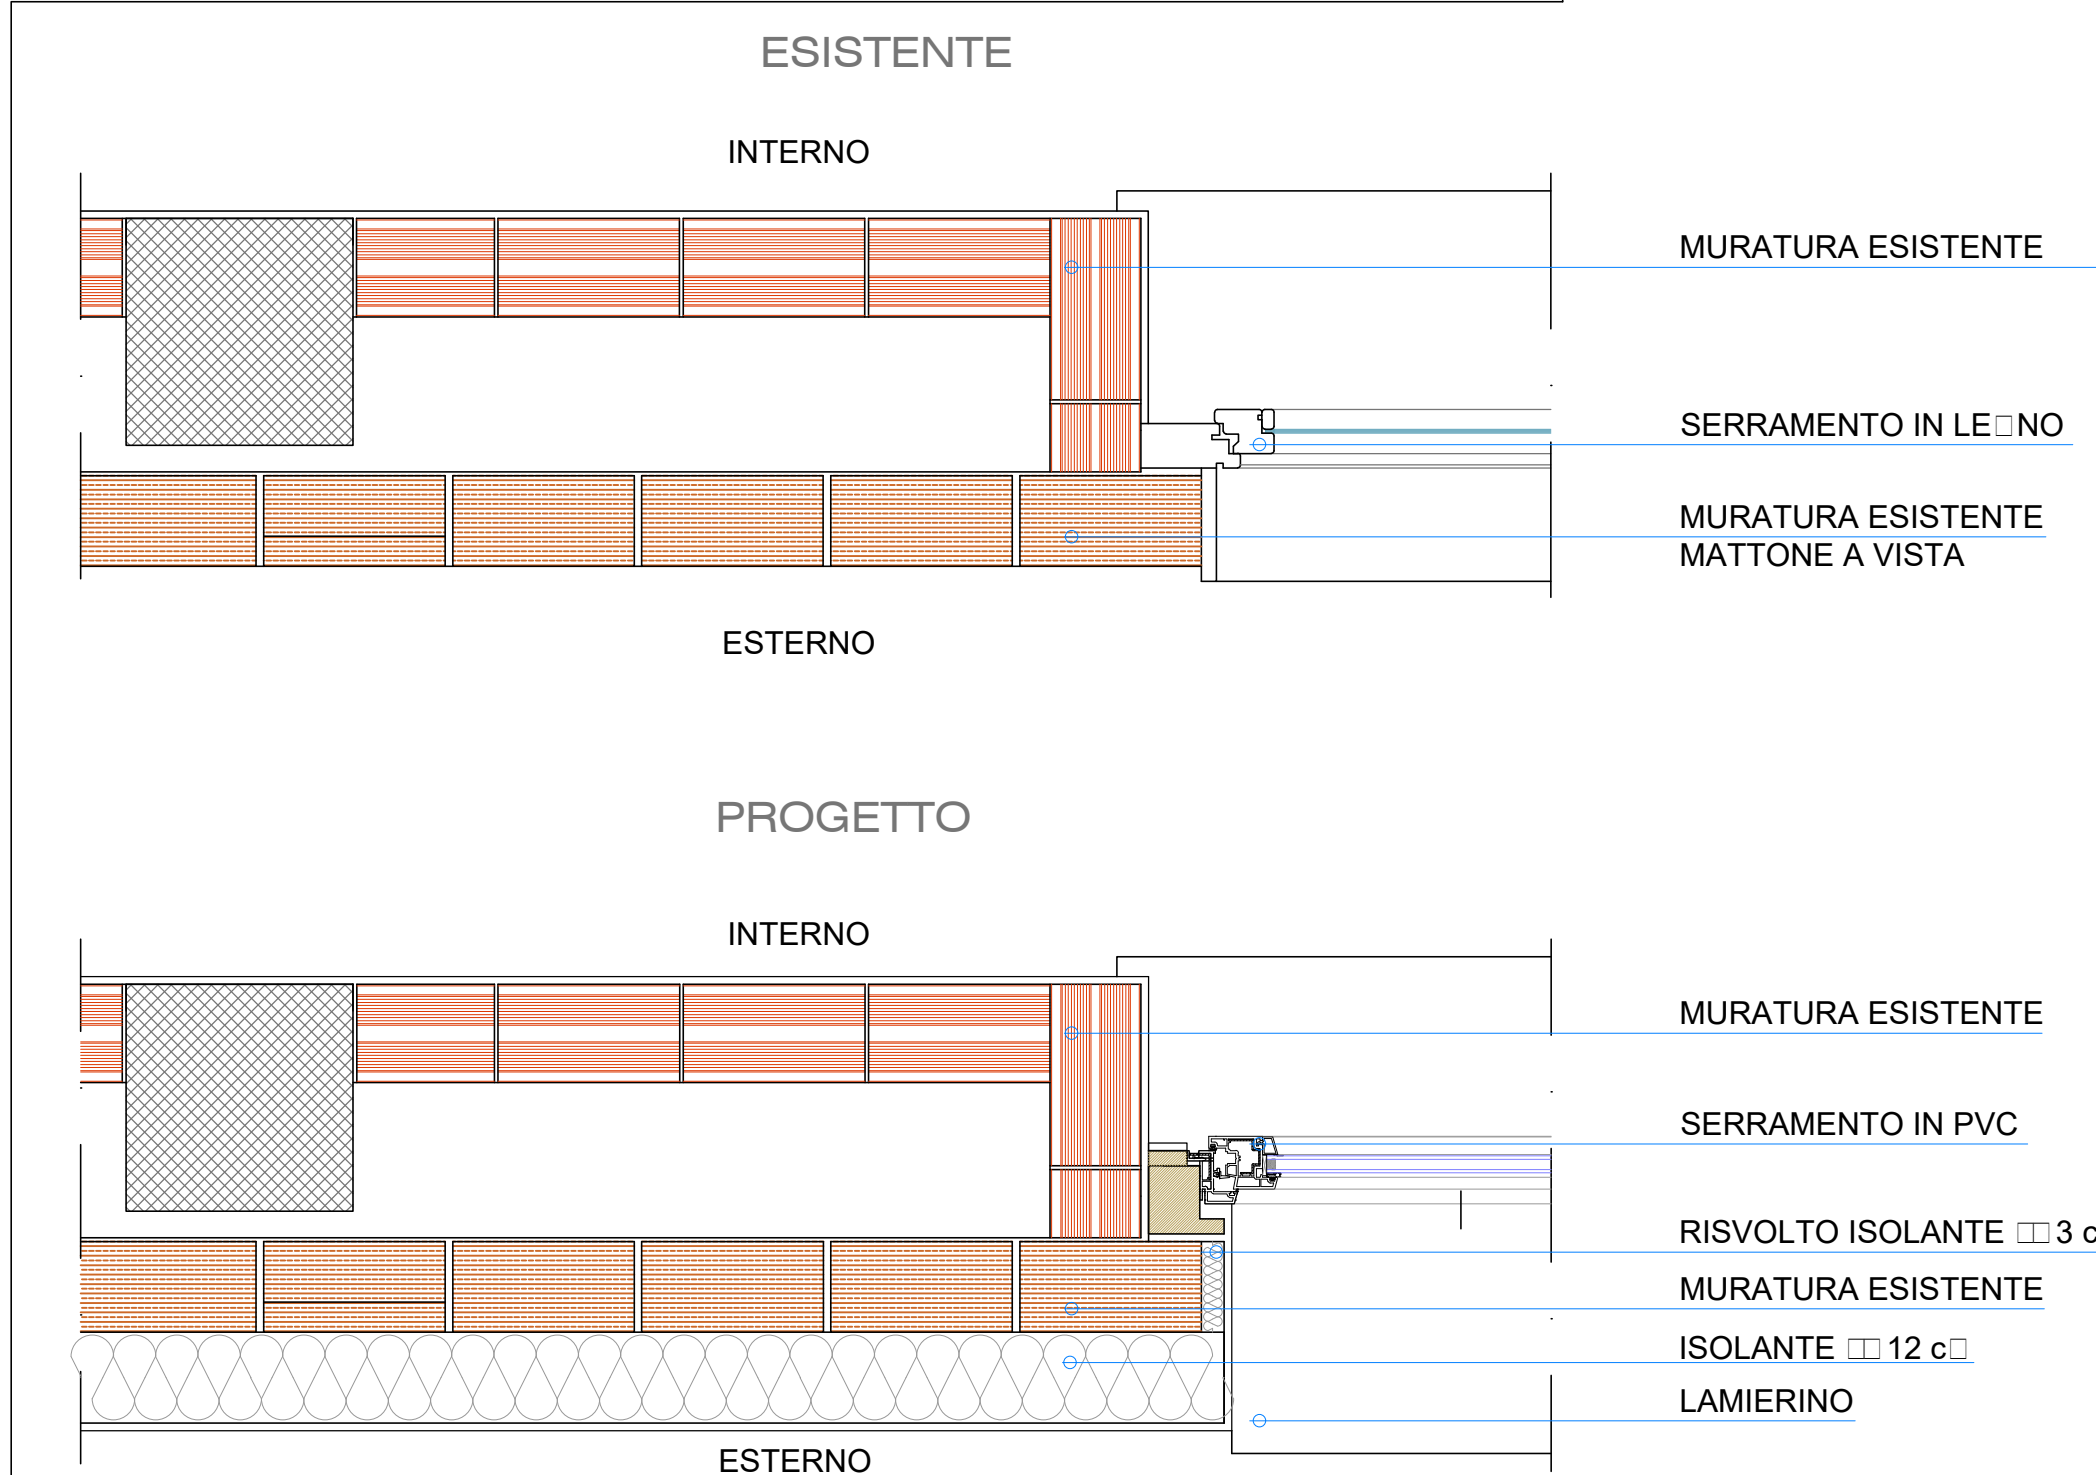 ESISTENTE
INTERNO
MURATURA ESISTENTE
SERRAMENTO IN LE□NO
MURATURA ESISTENTE
MATTONE A VISTA
ESTERNO
PROGETTO
INTERNO
MURATURA ESISTENTE
SERRAMENTO IN PVC
RISVOLTO ISOLANTE □□ 3 c
MURATURA ESISTENTE
ISOLANTE □□ 12 c□
LAMIERINO
ESTERNO